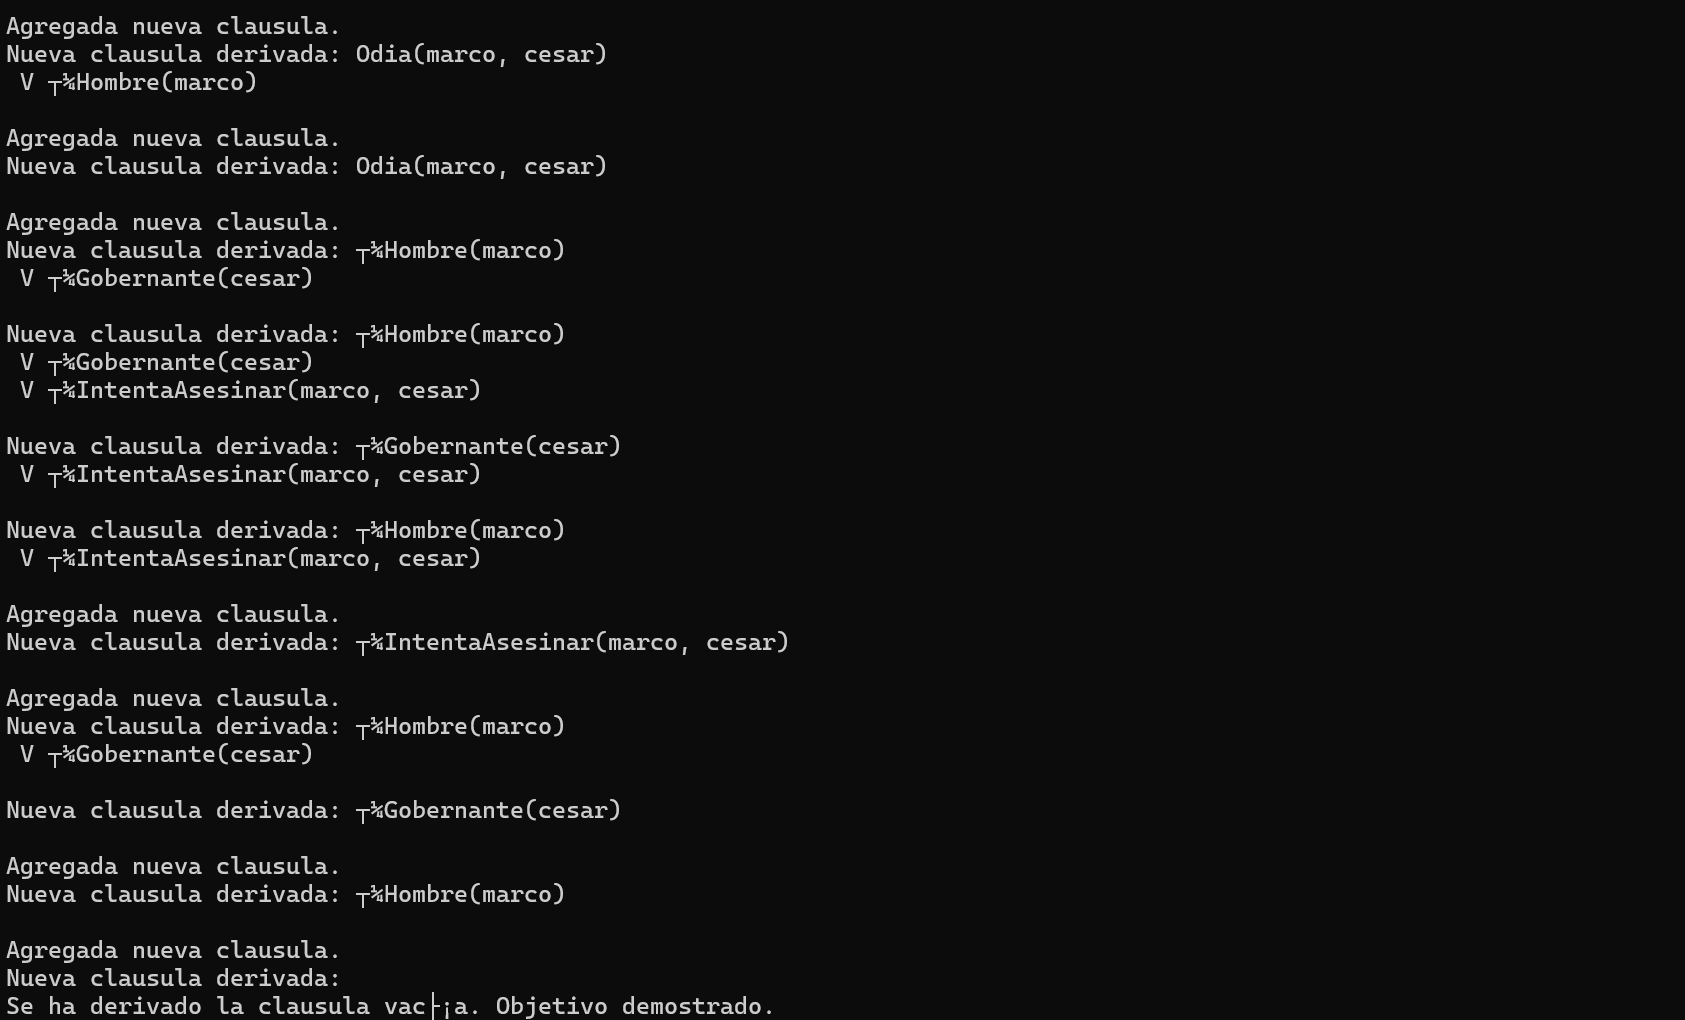 Agregada nueva clausula.
Nueva clausula derivada: Odia(marco, cesar)
 V ┬¼Hombre(marco)
Agregada nueva clausula.
Nueva clausula derivada: Odia(marco, cesar)
Agregada nueva clausula.
Nueva clausula derivada: ┬¼Hombre(marco)
 V ┬¼Gobernante(cesar)
Nueva clausula derivada: ┬¼Hombre(marco)
 V ┬¼Gobernante(cesar)
 V ┬¼IntentaAsesinar(marco, cesar)
Nueva clausula derivada: ┬¼Gobernante(cesar)
 V ┬¼IntentaAsesinar(marco, cesar)
Nueva clausula derivada: ┬¼Hombre(marco)
 V ┬¼IntentaAsesinar(marco, cesar)
Agregada nueva clausula.
Nueva clausula derivada: ┬¼IntentaAsesinar(marco, cesar)
Agregada nueva clausula.
Nueva clausula derivada: ┬¼Hombre(marco)
 V ┬¼Gobernante(cesar)
Nueva clausula derivada: ┬¼Gobernante(cesar)
Agregada nueva clausula.
Nueva clausula derivada: ┬¼Hombre(marco)
Agregada nueva clausula.
Nueva clausula derivada:
Se ha derivado la clausula vac├¡a. Objetivo demostrado.